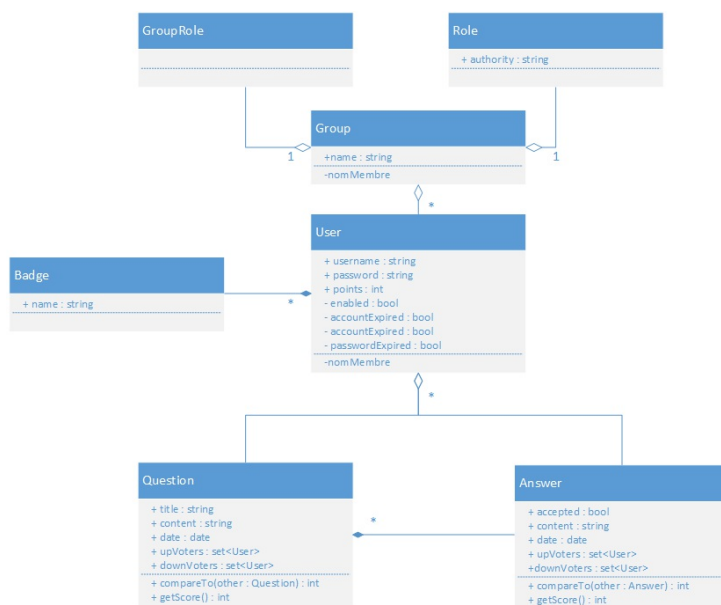 GroupRole
Role
+ authority : string
Group
1
1
+name : string
-nomMembre
*
User
+ username : string
+ password : string
+ points : int
- enabled : bool
- accountExpired : bool
- accountExpired : bool
- passwordExpired : bool
-nomMembre
Badge
+ name : string
*
*
Question
+ title : string
+ content : string
+ date : date
+ upVoters : set<User>
+ downVoters : set<User>
+ compareTo(other : Question) : int
+ getScore() : int
*
Answer
+ accepted : bool
+ content : string
+ date : date
+ upVoters : set<User>
+downVoters : set<User>
+ compareTo(other : Answer) : int
+ getScore() : int